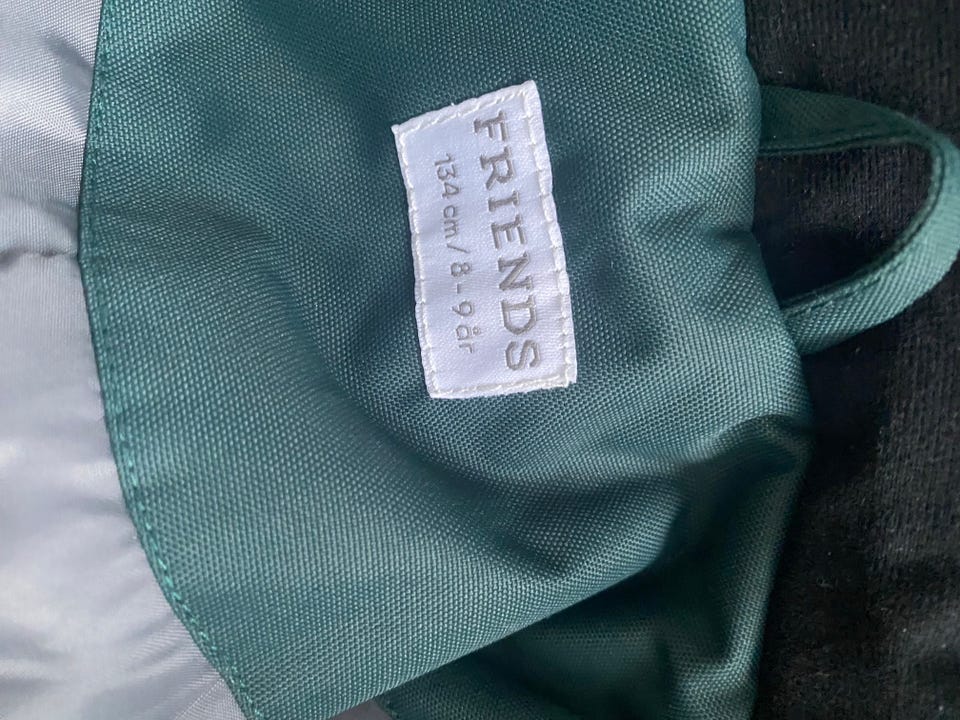 FRIENDS
134 cm / 8-9 år